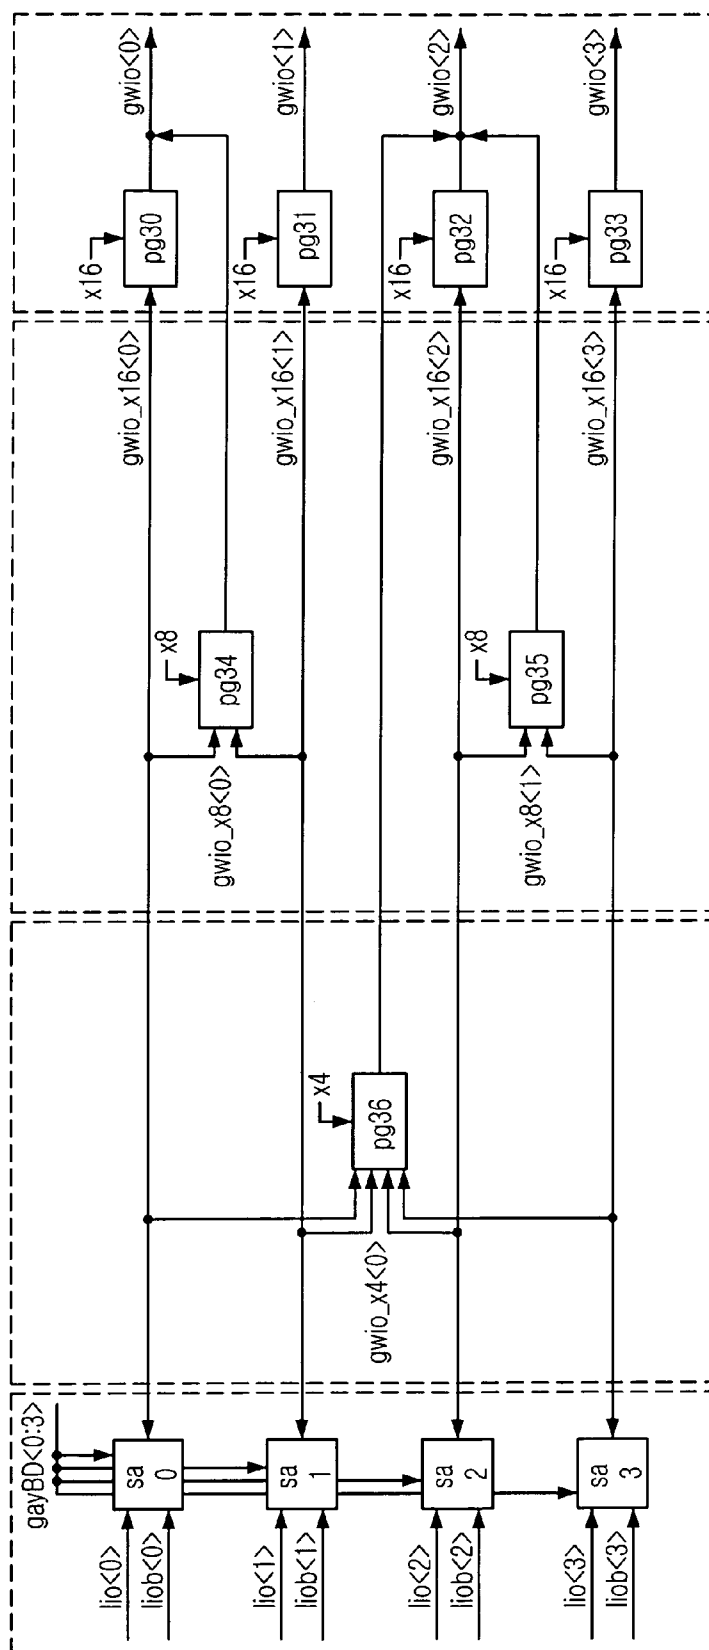 gwio<0>
gwio<1>
gwio<2>
gwio<3>
x16
pg30
x16
pg31
x16
pg32
x16
pg33
gwio_x16<0>
gwio_x16<1>
gwio_x16<2>
gwio_x16<3>
x8
pg34
x8
pg35
gwio_x8<0>
gwio_x8<1>
x4
pg36
gwio_x4<0>
gayBD<0:3>
sa
0
sa
1
sa
2
sa
3
lio<0>
liob<0>
lio<1>
liob<1>
lio<2>
liob<2>
lio<3>
liob<3>